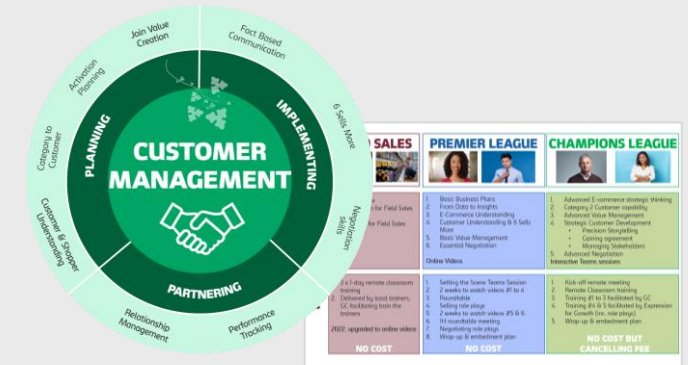 Join Value
Creation
Fact Based
Communication
Activation
Planning
6 Sells More
Category to
Customer
Negotiation
skills
Customer & Shopper
Understanding
Relationship
Management
Performance
Tracking
PLANNING
IMPLEMENTING
PARTNERING
CUSTOMER
MANAGEMENT
SALES
for Field Sales
for Field Sales
x 1-day remote classroom
training
2. Delivered by local trainers,
GC facilitating train the
trainers
2022: upgraded to online videos
NO COST
PREMIER LEAGUE
1. Basic Business Plans
2. From Data to Insights
3. E-Commerce Understanding
4. Customer Understanding & 6 Sells
More
5. Basic Value Management
6. Essential Negotiation
Online Videos
1. Setting the Scene Teams Session
2. 2 weeks to watch videos #1 to 4
3. Roundtable
4. Selling role plays
5. 2 weeks to watch videos #5 & 6
6. IH roundtable meeting
7. Negotiating role plays
8. Wrap-up & embedment plan
NO COST
CHAMPIONS LEAGUE
1. Advanced E-commerce strategic thinking
2. Category 2 Customer capability
3. Advanced Value Management
4. Strategic Customer Development
• Precision Storytelling
• Gaining agreement
• Managing Stakeholders
5. Advanced Negotiation
Interactive Teams sessions
1. Kick-off remote meeting
2. Remote Classroom training
3. Training #1 to 3 facilitated by GC
4. Training #4 & 5 facilitated by Expression
for Growth (inc. role plays)
5. Wrap-up & embedment plan
NO COST BUT
CANCELLING FEE